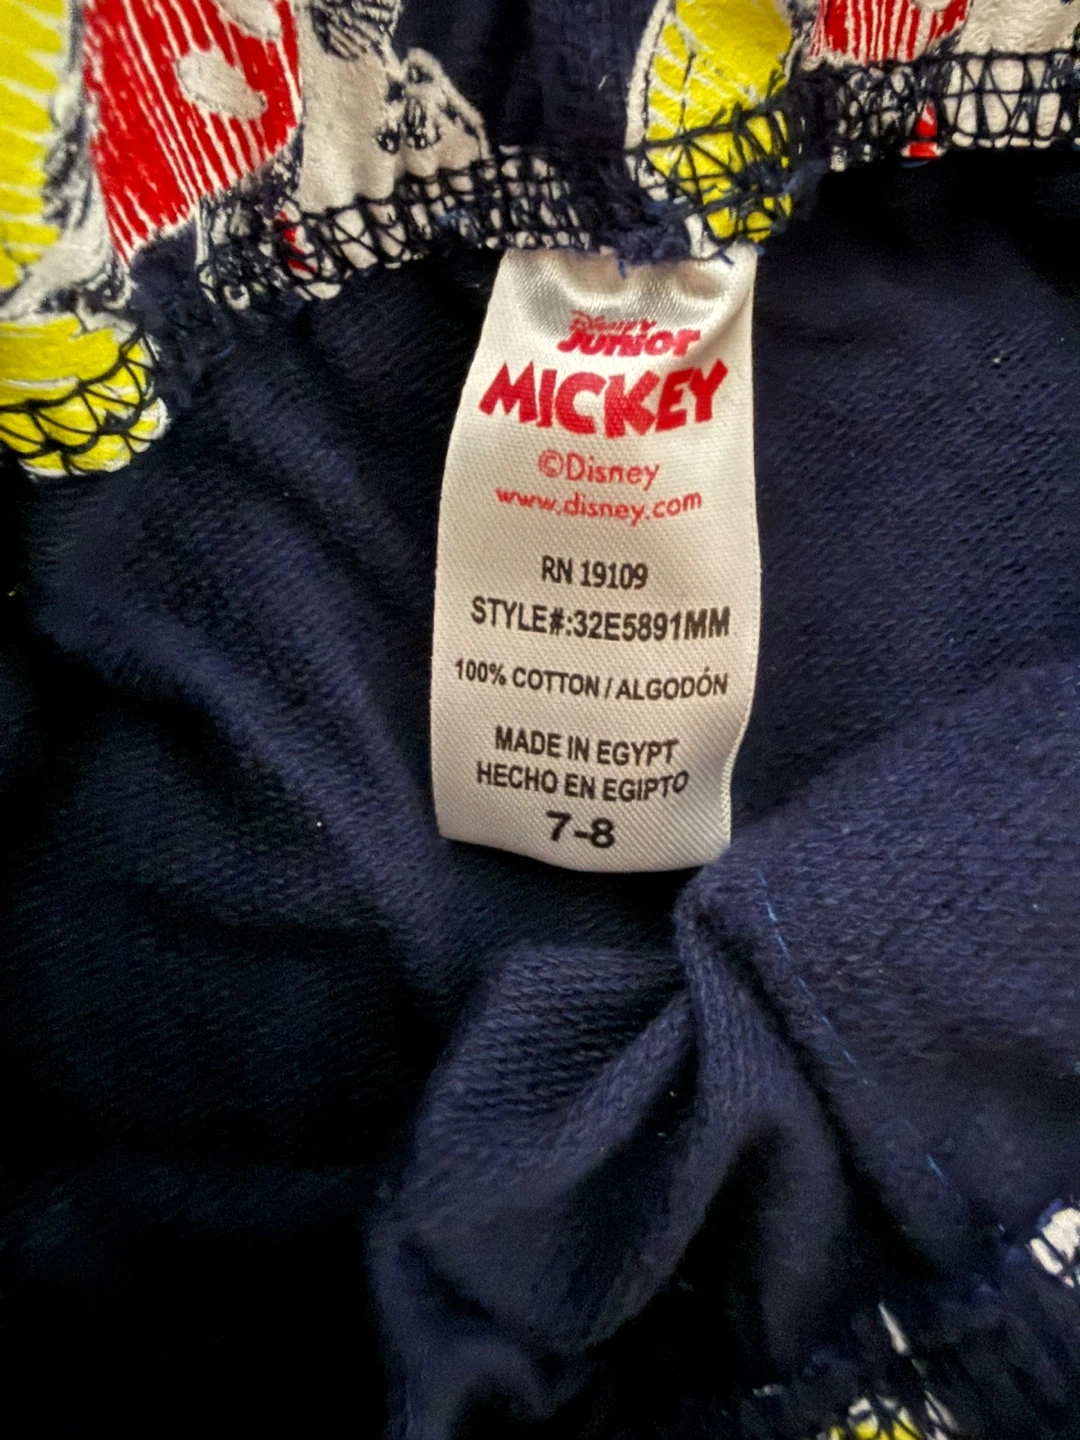 Disney
Junior
MICKEY
©Disney
www.disney.com
RN 19109
STYLE#:32E5891MM
100% COTTON / ALGODÓN
MADE IN EGYPT
HECHO EN EGIPTO
7-8